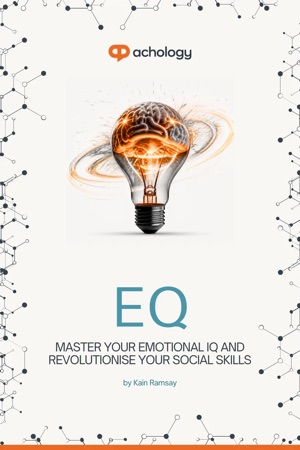 achology
EQ
MASTER YOUR EMOTIONAL IQ AND
REVOLUTIONISE YOUR SOCIAL SKILLS
by Kain Ramsay